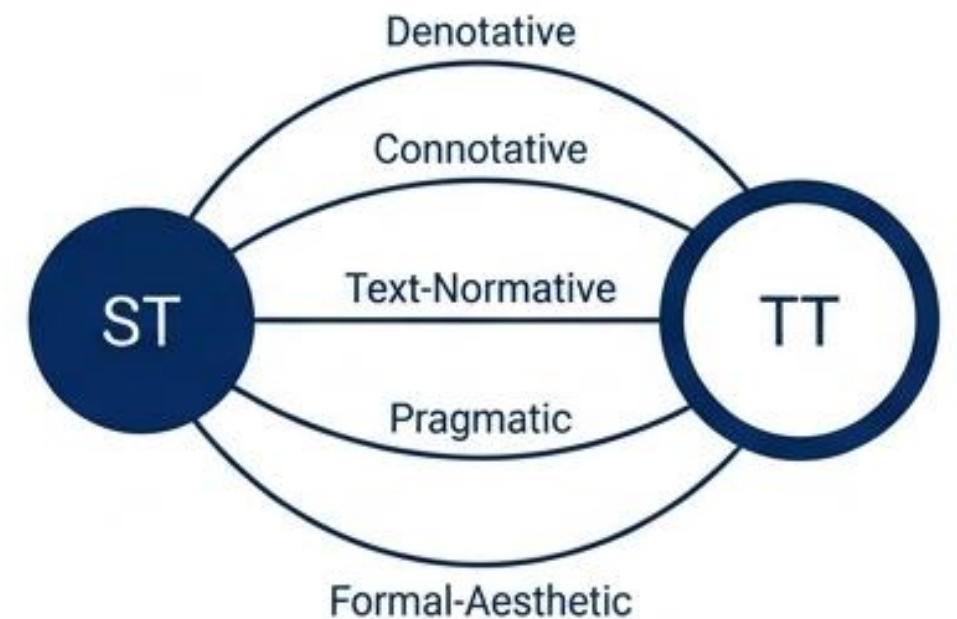 Denotative
Connotative
Text-Normative
ST
TT
Pragmatic
Formal-Aesthetic